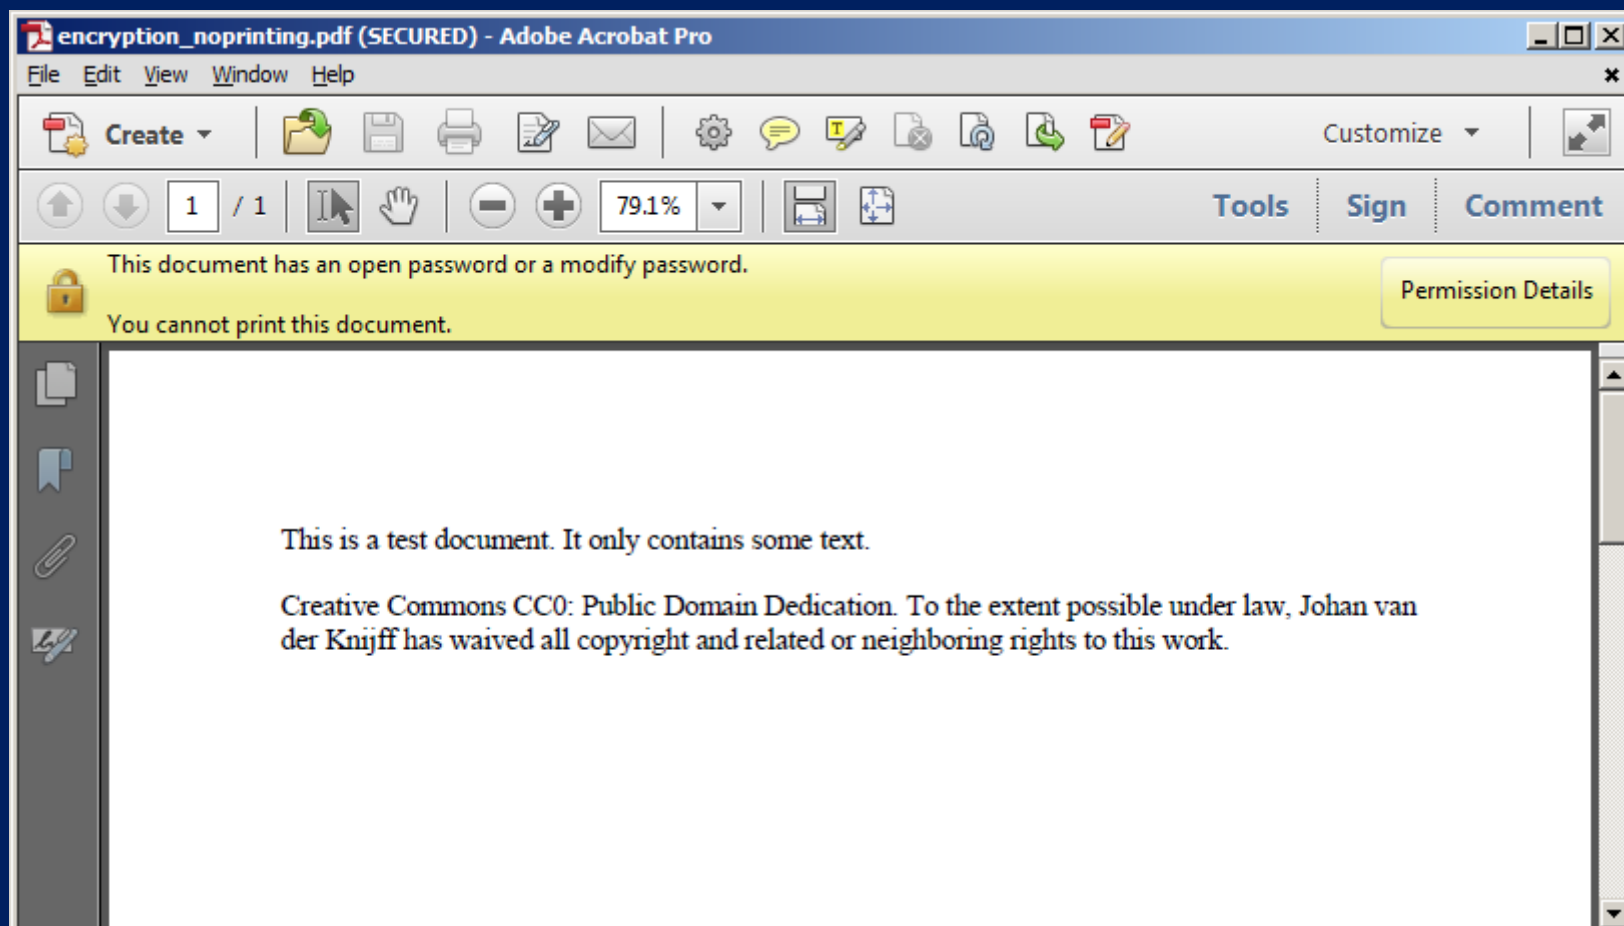 encryption_noprinting.pdf (SECURED) - Adobe Acrobat Pro
File Edit View Window Help
Create Customize
1 / 1 79.1% Tools Sign Comment
This document has an open password or a modify password.
Permission Details
You cannot print this document.
This is a test document. It only contains some text.
Creative Commons CC0: Public Domain Dedication. To the extent possible under law, Johan van
der Knijff has waived all copyright and related or neighboring rights to this work.